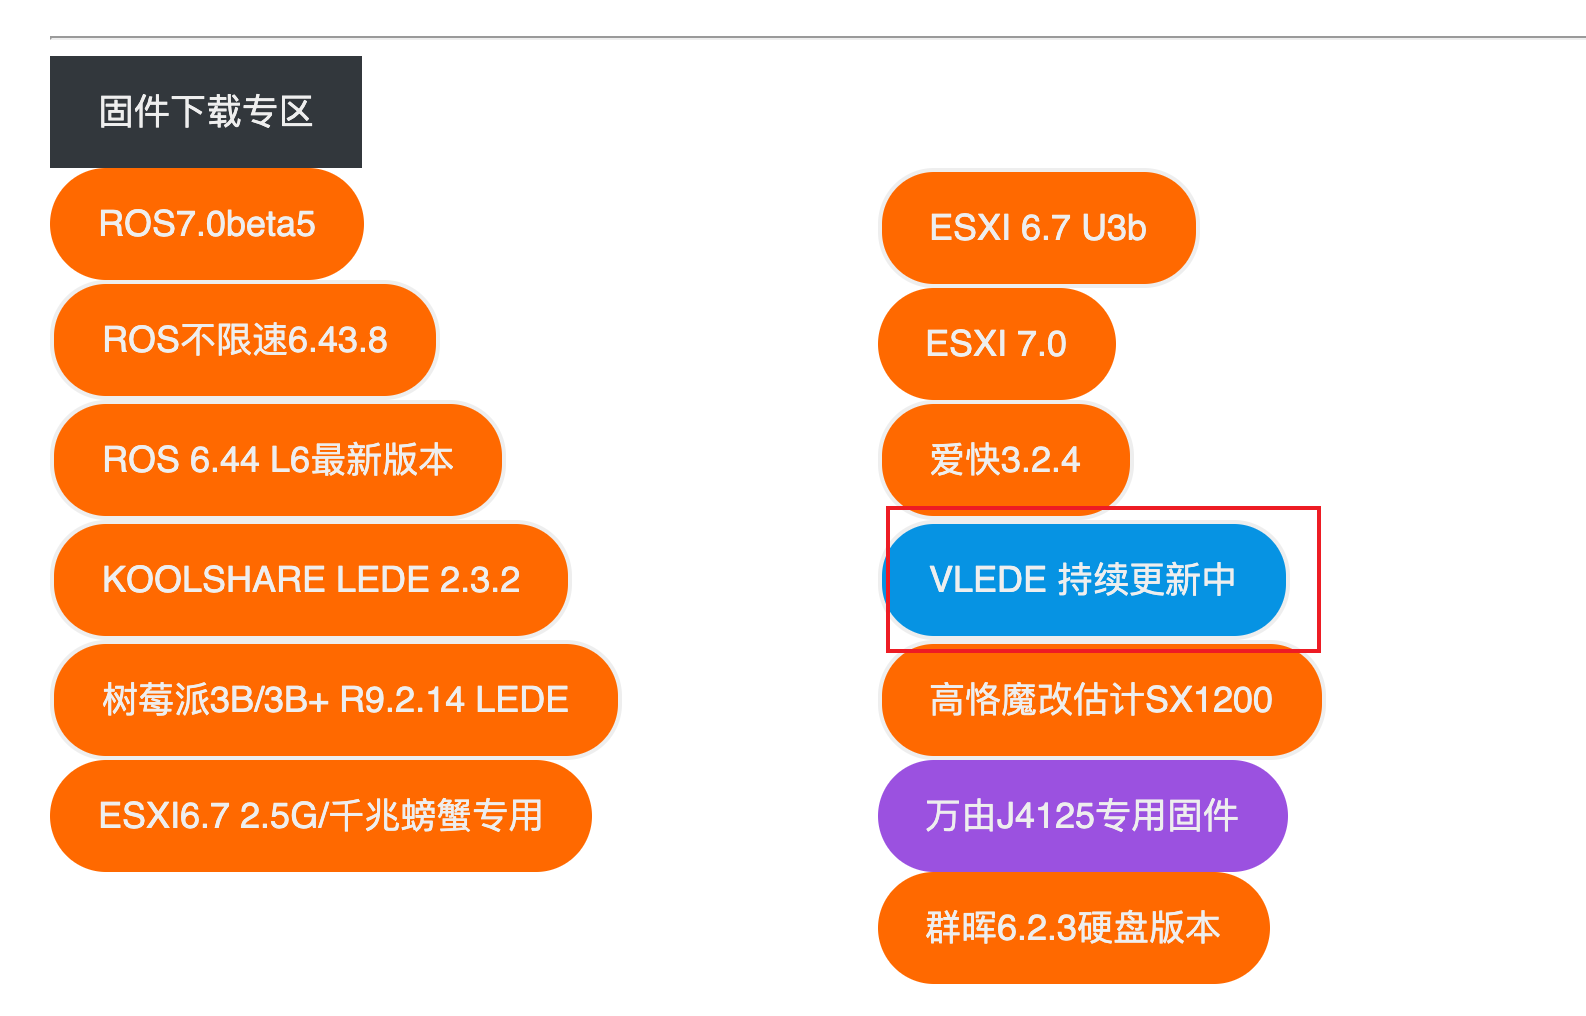 固件下载专区
ROS7.0beta5
ROS不限速6.43.8
ROS 6.44 L6最新版本
KOOLSHARE LEDE 2.3.2
树莓派3B/3B+ R9.2.14 LEDE
ESXI6.7 2.5G/千兆螃蟹专用
ESXI 6.7 U3b
ESXI 7.0
爱快3.2.4
VLEDE 持续更新中
高恪魔改估计SX1200
万由J4125专用固件
群晖6.2.3硬盘版本